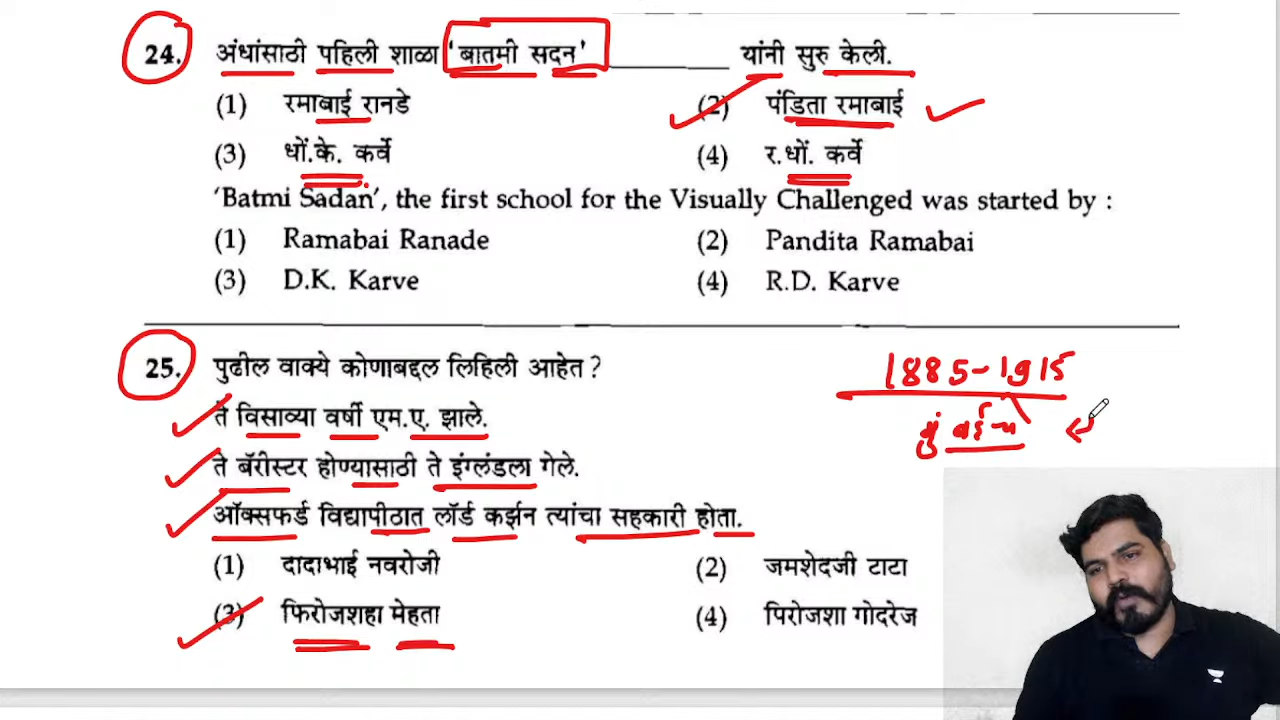 24. अंधांसाठी पहिली शाळा 'बातमी सदन' ________ यांनी सुरु केली.
(1) रमाबाई रानडे (2) पंडिता रमाबाई
(3) धों.के. कर्वे (4) र.धों. कर्वे
'Batmi Sadan', the first school for the Visually Challenged was started by :
(1) Ramabai Ranade (2) Pandita Ramabai
(3) D.K. Karve (4) R.D. Karve
25. पुढील वाक्ये कोणाबद्दल लिहिली आहेत ?
1885-1915
ते विसाव्या वर्षी एम.ए. झाले.
ते बॅरीस्टर होण्यासाठी ते इंग्लंडला गेले.
ऑक्सफर्ड विद्यापीठात लॉर्ड कर्झन त्यांचा सहकारी होता.
(1) दादाभाई नवरोजी (2) जमशेदजी टाटा
(3) फिरोजशहा मेहता (4) पिरोजशा गोदरेज